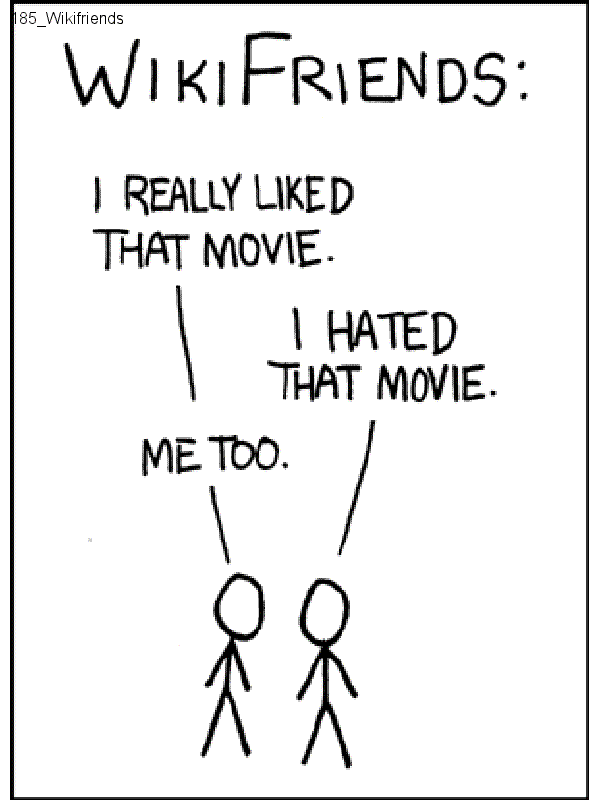 185_Wikifriends
WIKIFRIENDS:
I REALLY LIKED
THAT MOVIE.
I HATED
THAT MOVIE.
ME TOO.